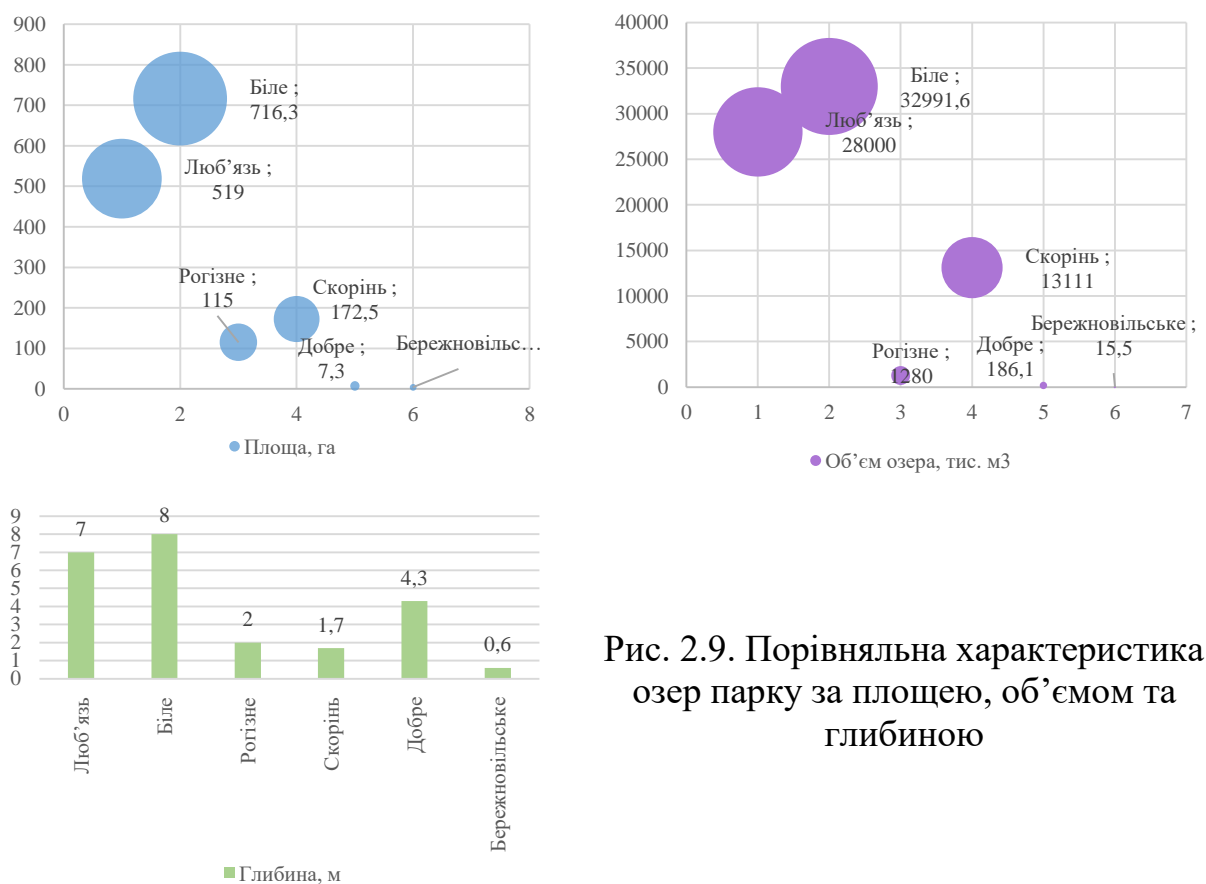 900
800
700
600
500
400
300
200
100
0
0
2
4
6
8
Біле ;
716,3
Люб’язь ;
519
Рогізне ;
115
Скорінь ;
172,5
Добре ;
7,3
Бережновільс…
Площа, га
40000
35000
30000
25000
20000
15000
10000
5000
0
0
1
2
3
4
5
6
7
Біле ;
32991,6
Люб’язь ;
28000
Скорінь ;
13111
Бережновільське ;
15,5
Рогізне ;
1280
Добре ;
186,1
Об’єм озера, тис. м3
9
8
7
6
5
4
3
2
1
0
7
8
2
1,7
4,3
0,6
Люб’язь
Біле
Рогізне
Скорінь
Добре
Бережновільське
Глибина, м
Рис. 2.9. Порівняльна характеристика
озер парку за площею, об’ємом та
глибиною